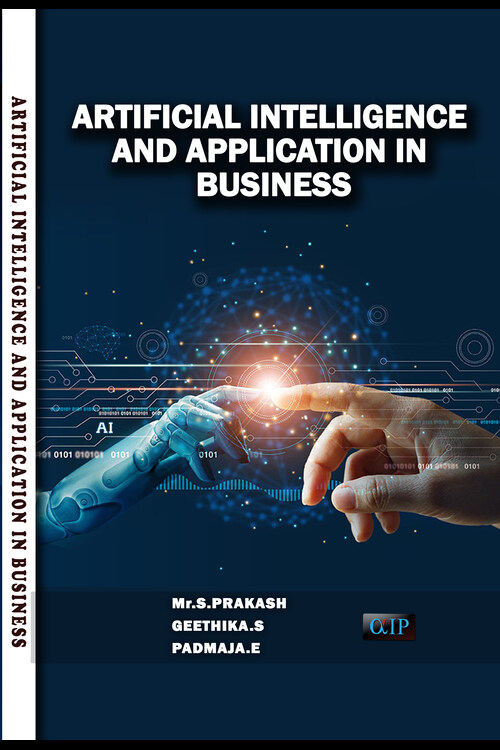 ARTIFICIAL INTELLIGENCE AND APPLICATION IN BUSINESS
ARTIFICIAL INTELLIGENCE
AND APPLICATION IN
BUSINESS
AI
0101
0101
0101
0101
Mr.S.PRAKASH
GEETHIKA.S
PADMAJA.E
αIP